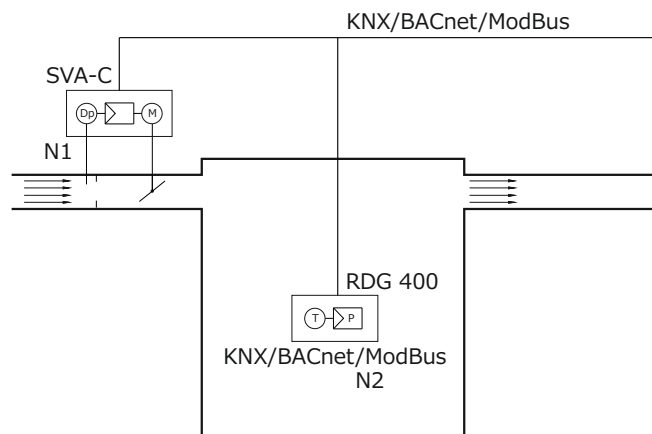 KNX/BACnet/ModBus
SVA-C
Dp
M
N1
RDG 400
T
P
KNX/BACnet/ModBus
N2